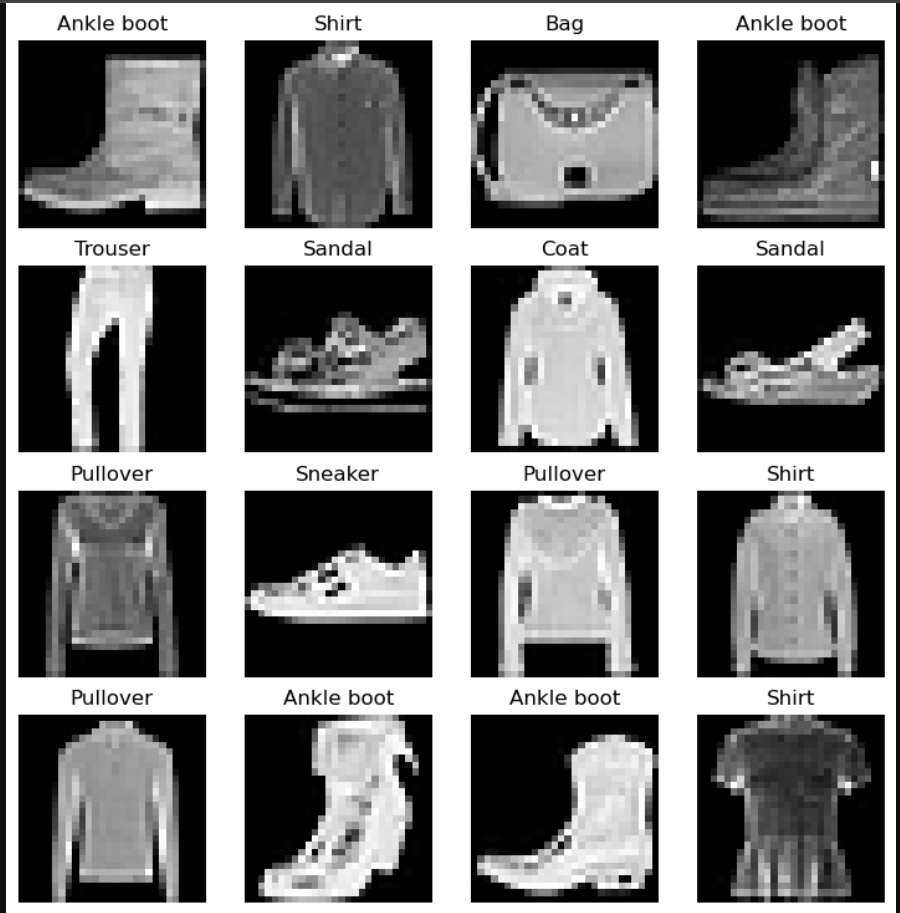 Ankle boot Shirt Bag Ankle boot
Trouser Sandal Coat Sandal
Pullover Sneaker Pullover Shirt
Pullover Ankle boot Ankle boot Shirt